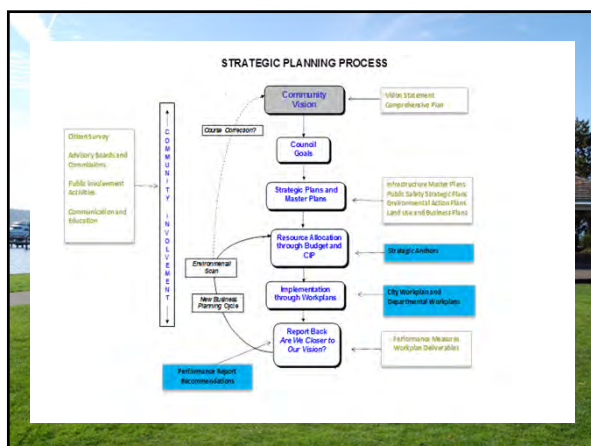 STRATEGIC PLANNING PROCESS
Community
Vision
Vision Statement
Comprehensive Plan
Course Correction?
Citizen Survey
Advisory Boards and
Commissions
Public Involvement
Activities
Communication and
Education
COMMUNITY INVOLVEMENT
Council
Goals
Strategic Plans and
Master Plans
Infrastructure Master Plans
Public Safety Strategic Plans
Environmental Action Plans
Land Use and Business Plans
Resource Allocation
through Budget and
CIP
Strategic Anchors
Environmental
Scan
New Business
Planning Cycle
Implementation
through Workplans
City Workplan and
Departmental Workplans
Report Back
Are We Closer to
Our Vision?
Performance Measures
Workplan Deliverables
Performance Report
Recommendations